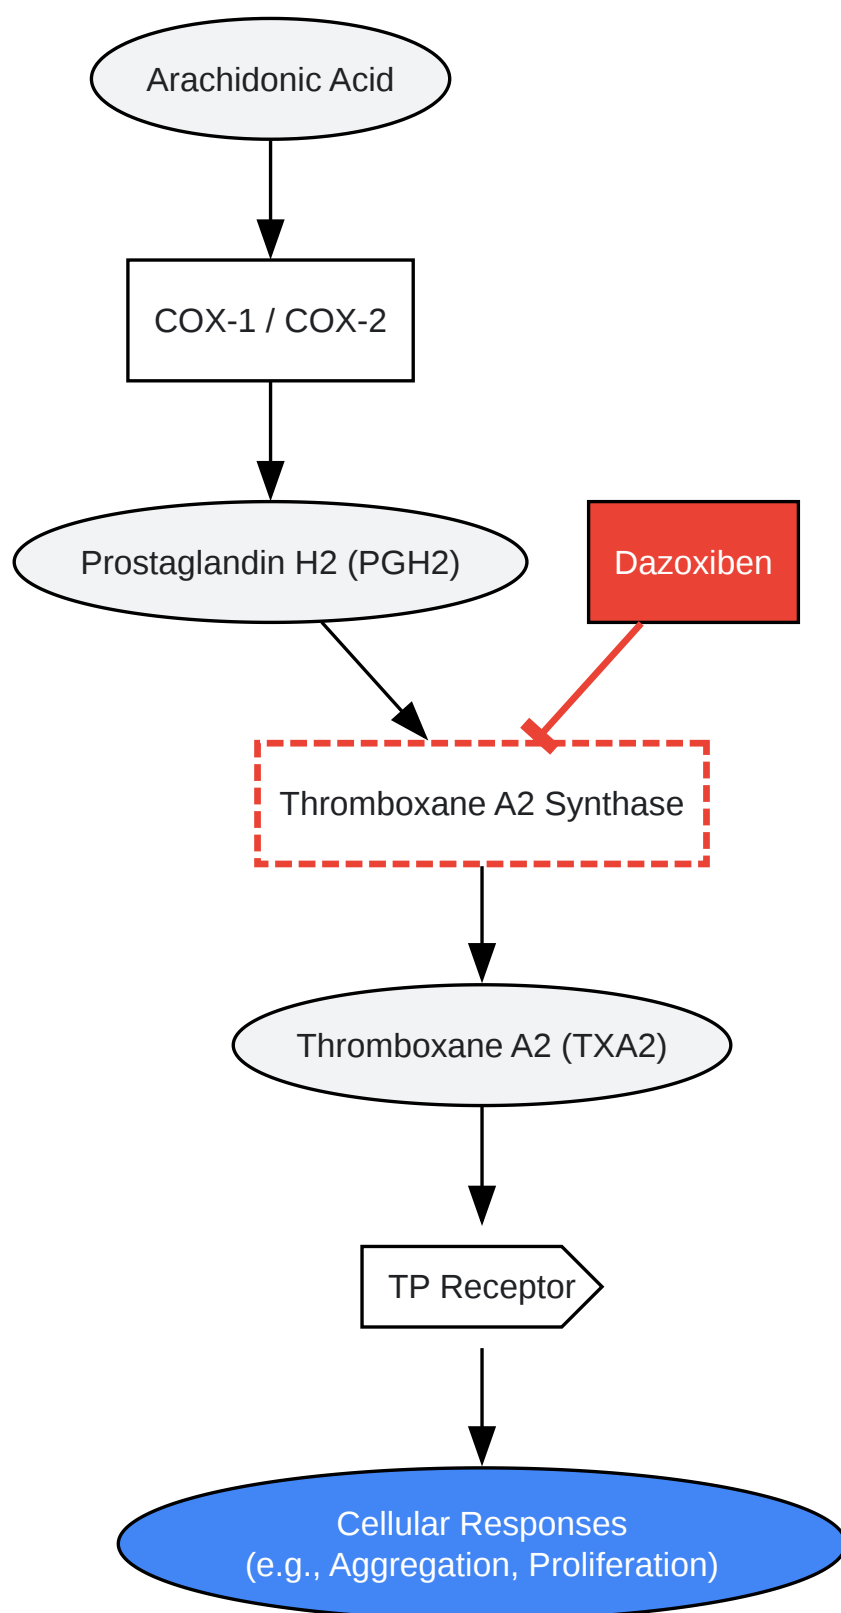 Arachidonic Acid
COX-1 / COX-2
Prostaglandin H2 (PGH2)
Dazoxiben
Thromboxane A2 Synthase
Thromboxane A2 (TXA2)
TP Receptor
Cellular Responses
(e.g., Aggregation, Proliferation)